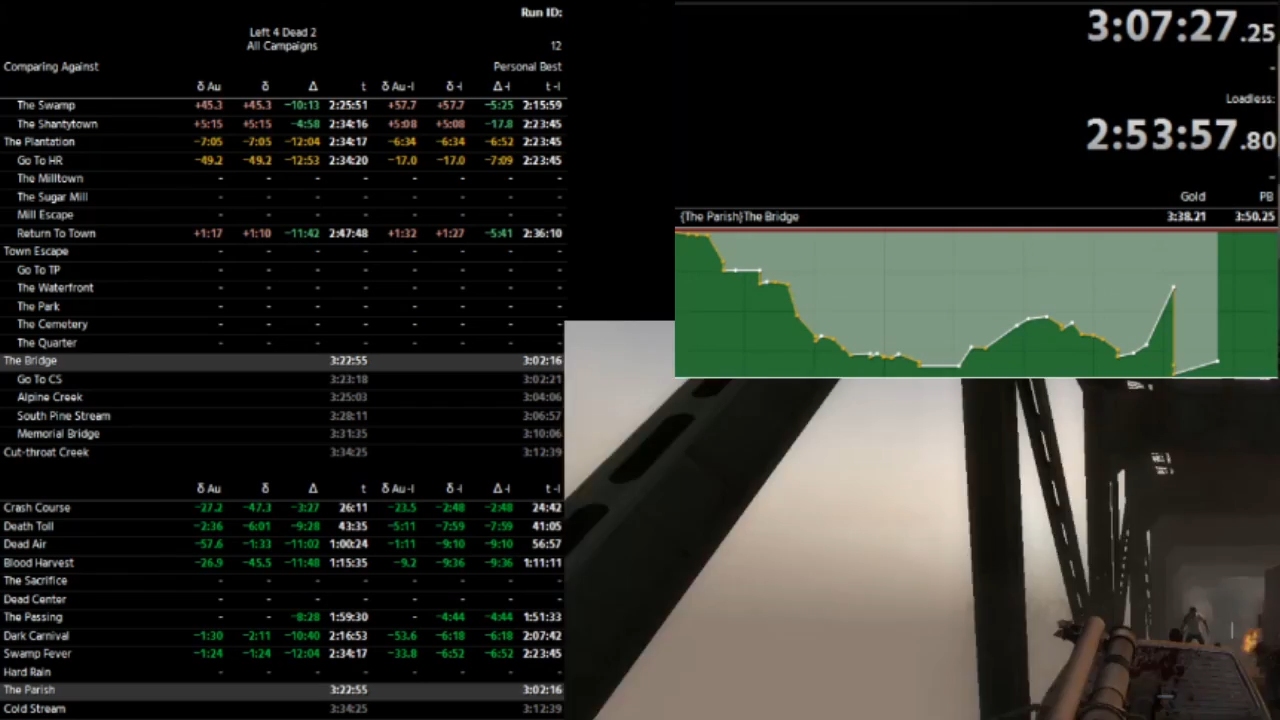 Run ID:
Left 4 Dead 2
All Campaigns 12
Comparing Against Personal Best
δ Au δ Δ t δ Au-I δ -I Δ -I t -I
The Swamp +45.3 +45.3 −10:13 2:25:51 +57.7 +57.7 −5:25 2:15:59
The Shantytown +5:15 +5:15 −4:58 2:34:16 +5:08 +5:08 −17.8 2:23:45
The Plantation −7:05 −7:05 −12:04 2:34:17 −6:34 −6:34 −6:52 2:23:45
Go To HR −49.2 −49.2 −12:53 2:34:20 −17.0 −17.0 −7:09 2:23:45
The Milltown - - - - - - - -
The Sugar Mill - - - - - - - -
Mill Escape - - - - - - - -
Return To Town +1:17 +1:10 −11:42 2:47:48 +1:32 +1:27 −5:41 2:36:10
Town Escape - - - - - - - -
Go To TP - - - - - - - -
The Waterfront - - - - - - - -
The Park - - - - - - - -
The Cemetery - - - - - - - -
The Quarter - - - - - - - -
The Bridge 3:22:55 3:02:16
Go To CS 3:23:18 3:02:21
Alpine Creek 3:25:03 3:04:06
South Pine Stream 3:28:11 3:06:57
Memorial Bridge 3:31:35 3:10:06
Cut-throat Creek 3:34:25 3:12:39
δ Au δ Δ t δ Au-I δ -I Δ -I t -I
Crash Course −27.2 −47.3 −3:27 26:11 −23.5 −2:48 −2:48 24:42
Death Toll −2:36 −6:01 −9:28 43:35 −5:11 −7:59 −7:59 41:05
Dead Air −57.6 −1:33 −11:02 1:00:24 −1:11 −9:10 −9:10 56:57
Blood Harvest −26.9 −45.5 −11:48 1:15:35 −9.2 −9:36 −9:36 1:11:11
The Sacrifice - - - - - - - -
Dead Center - - - - - - - -
The Passing - - −8:28 1:59:30 - −4:44 −4:44 1:51:33
Dark Carnival −1:30 −2:11 −10:40 2:16:53 −53.6 −6:18 −6:18 2:07:42
Swamp Fever −1:24 −1:24 −12:04 2:34:17 −33.8 −6:52 −6:52 2:23:45
Hard Rain - - - - - - - -
The Parish 3:22:55 3:02:16
Cold Stream 3:34:25 3:12:39
3:07:27.25
-
Loadless:
2:53:57.80
-
Gold PB
{The Parish}The Bridge 3:38.21 3:50.25